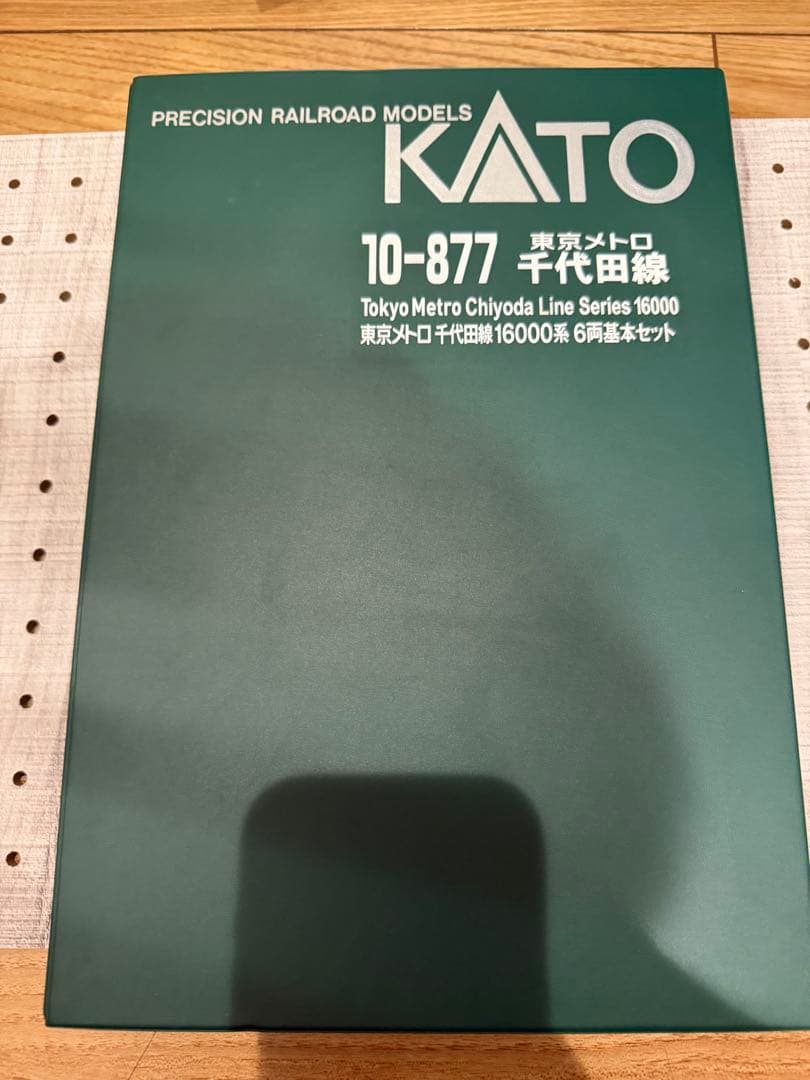 PRECISION RAILROAD MODELS
KATO
10-877 東京メトロ
千代田線
Tokyo Metro Chiyoda Line Series 16000
東京メトロ 千代田線16000系 6両基本セット